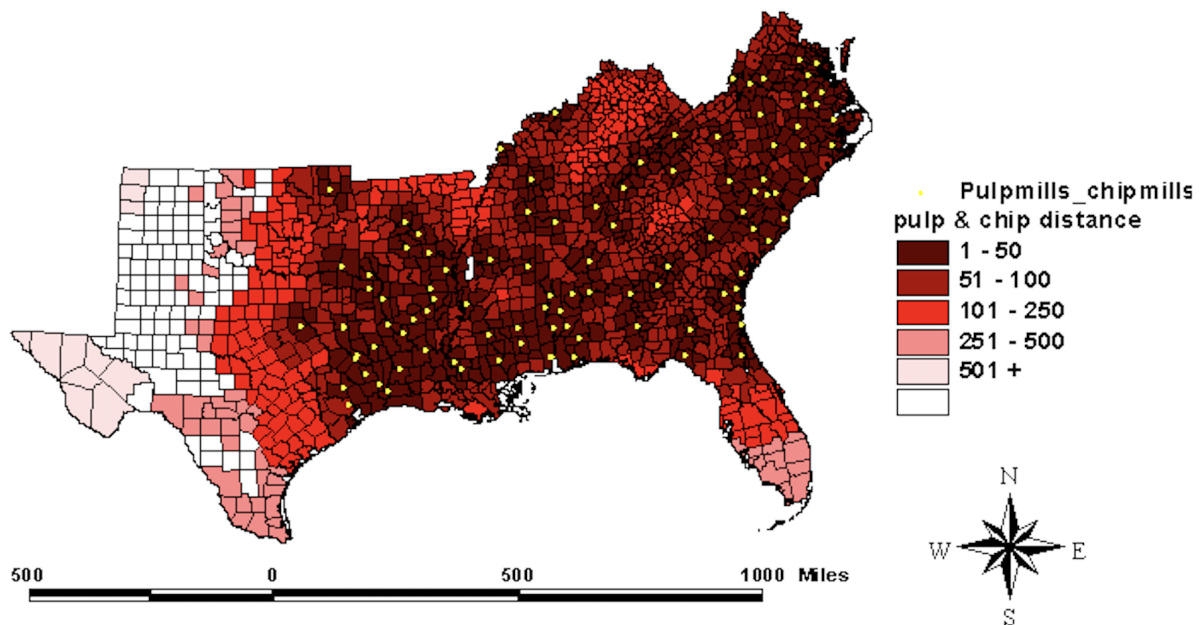 Pulpmills_chipmills
pulp & chip distance
1 - 50
51 - 100
101 - 250
251 - 500
501 +
N
W E
S
500 0 500 1000 Miles